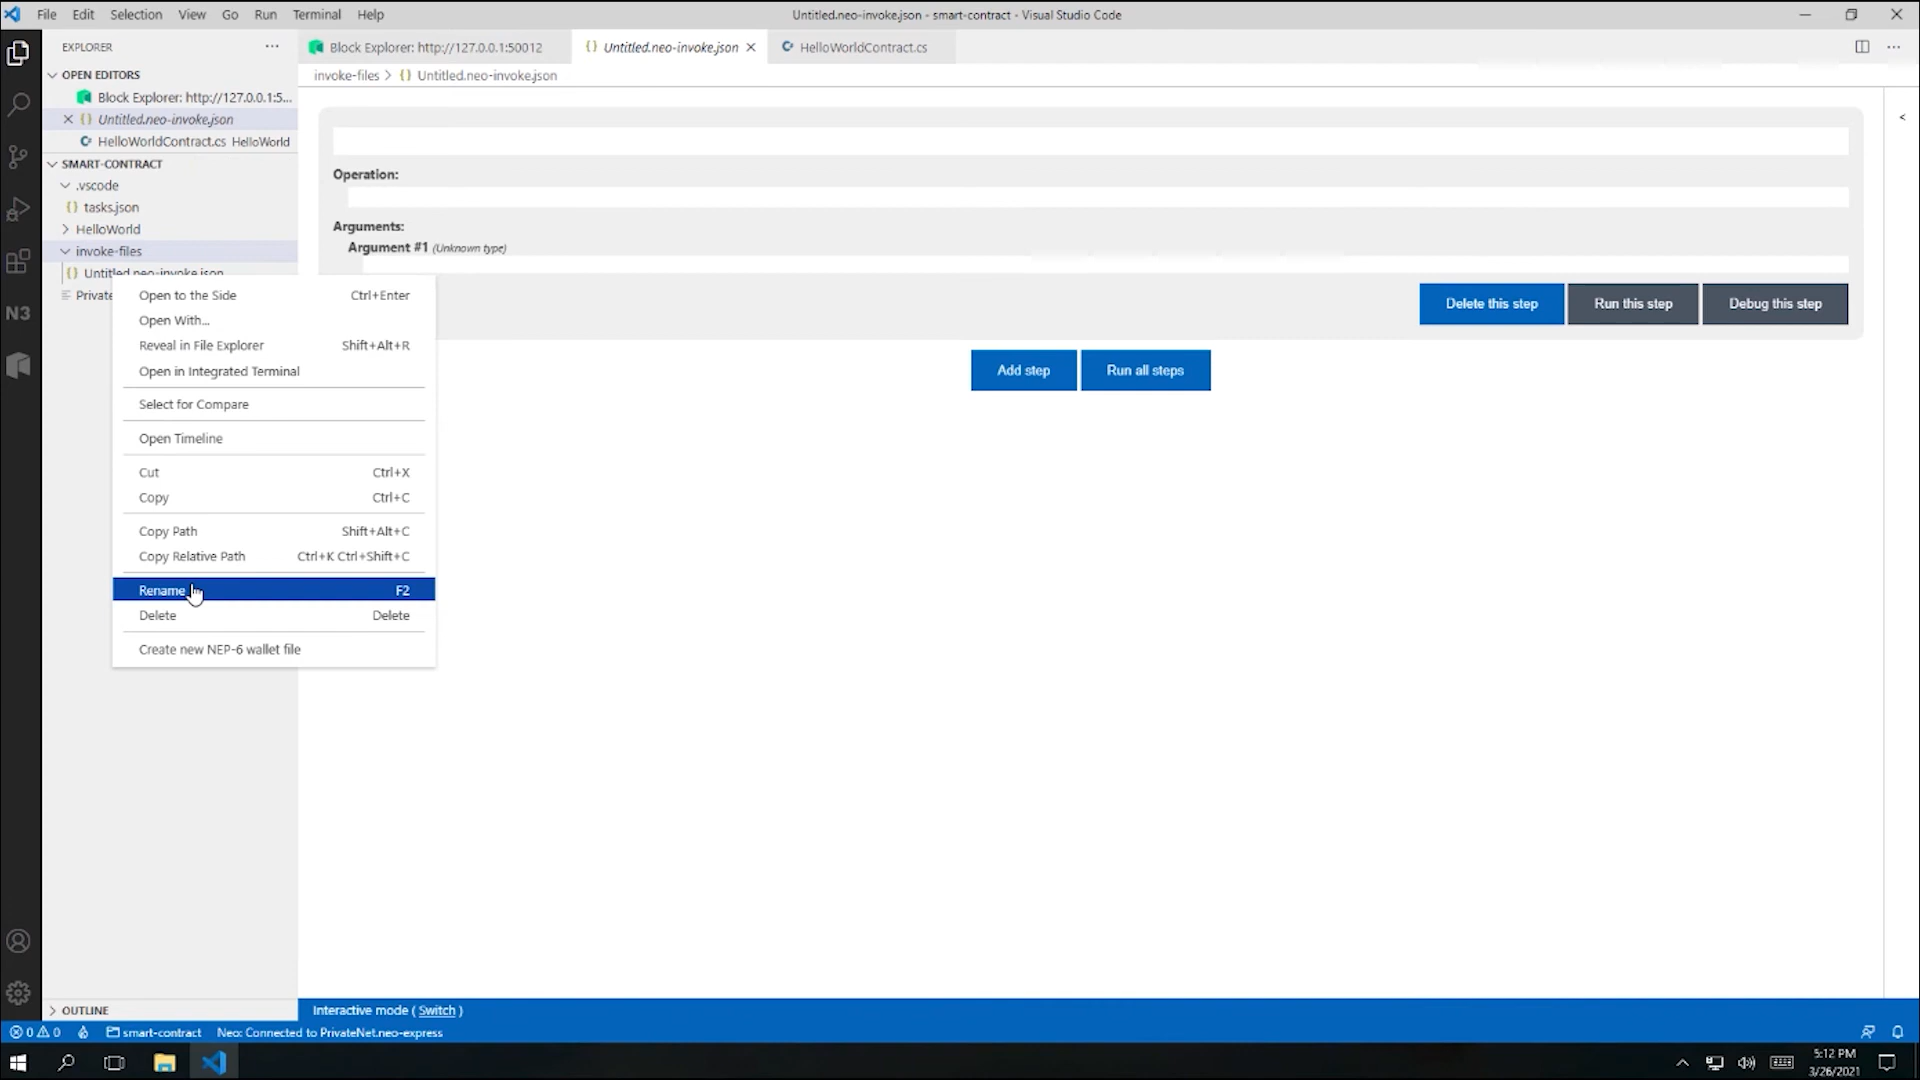 File Edit Selection View Go Run Terminal Help
Untitled.neo-invoke.json - smart-contract - Visual Studio Code
EXPLORER
Block Explorer: http://127.0.0.1:50012
{} Untitled.neo-invoke.json
HelloWorldContract.cs
OPEN EDITORS
Block Explorer: http://127.0.0.1:5...
{} Untitled.neo-invoke.json
HelloWorldContract.cs HelloWorld
SMART-CONTRACT
.vscode
{} tasks.json
HelloWorld
invoke-files
{} Untitled.neo-invoke.json
Private
N3
Open to the Side Ctrl+Enter
Open With...
Reveal in File Explorer Shift+Alt+R
Open in Integrated Terminal
Select for Compare
Open Timeline
Cut Ctrl+X
Copy Ctrl+C
Copy Path Shift+Alt+C
Copy Relative Path Ctrl+K Ctrl+Shift+C
Rename F2
Delete Delete
Create new NEP-6 wallet file
invoke-files > {} Untitled.neo-invoke.json
Operation:
Arguments:
Argument #1 (Unknown type)
Delete this step
Run this step
Debug this step
Add step
Run all steps
OUTLINE
Interactive mode ( Switch )
0 0 smart-contract Neo: Connected to PrivateNet.neo-express
5:12 PM
3/26/2021